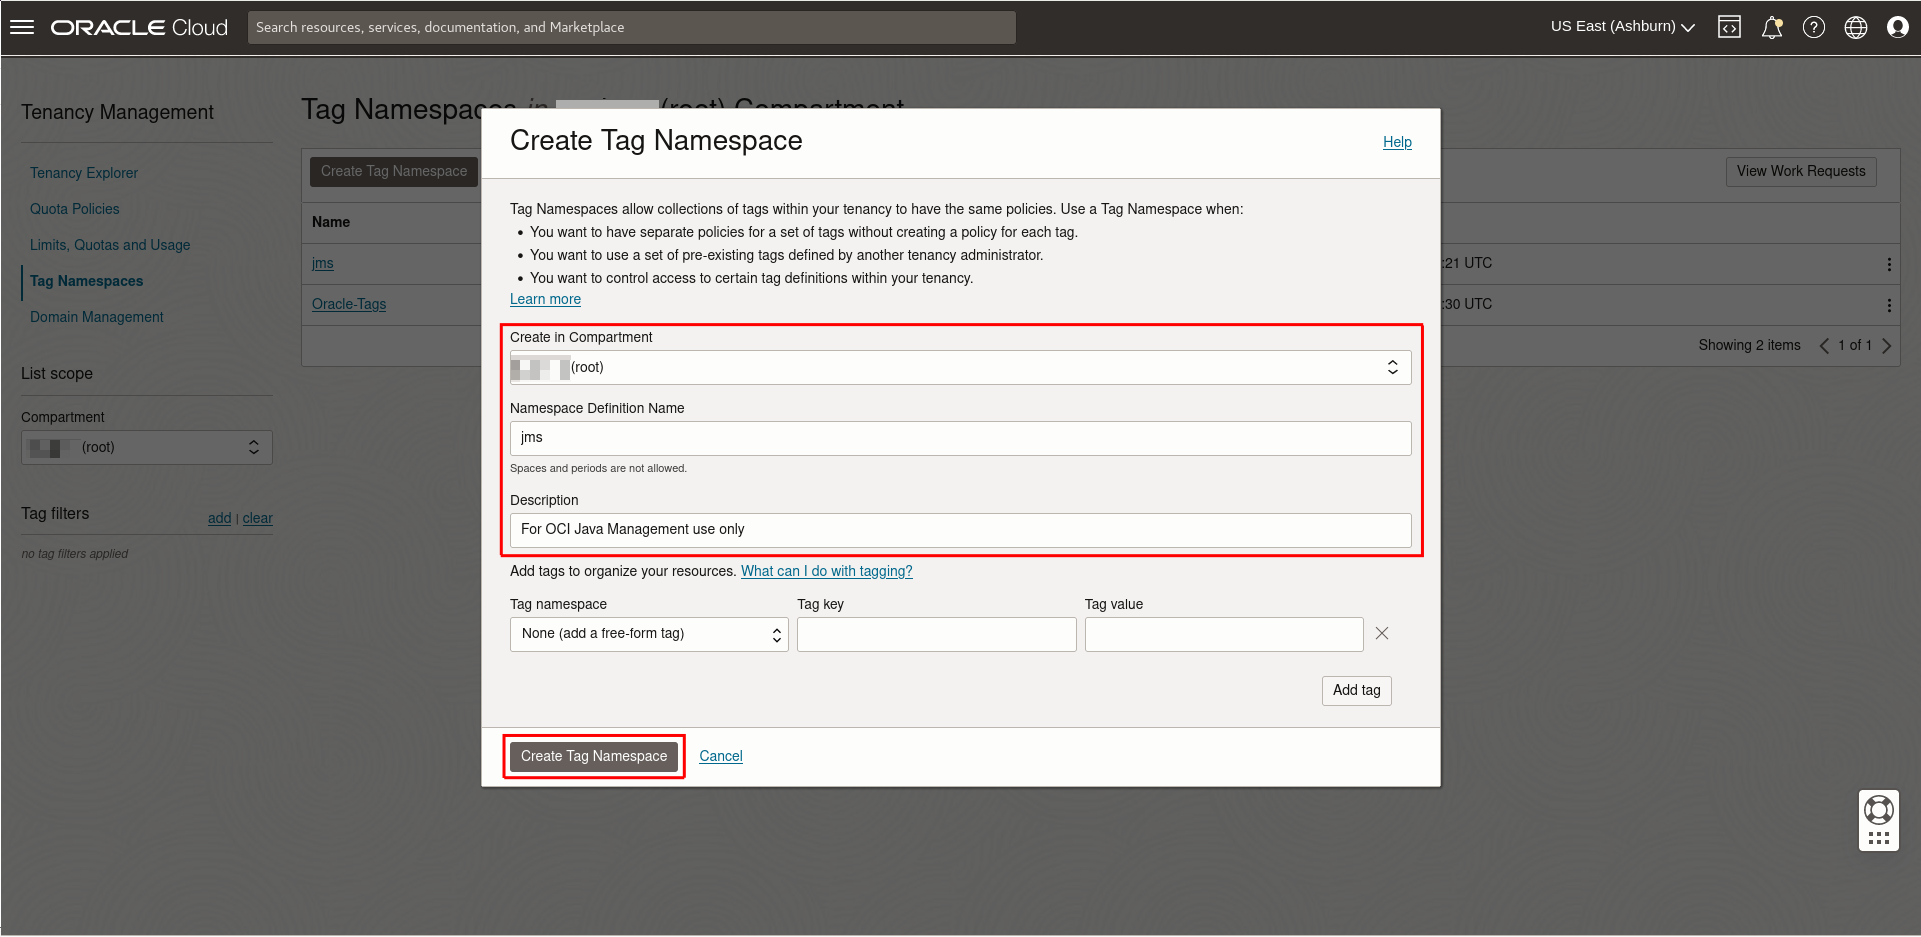 ORACLE Cloud
Search resources, services, documentation, and Marketplace
US East (Ashburn)
Tenancy Management
Tenancy Explorer
Quota Policies
Limits, Quotas and Usage
Tag Namespaces
Domain Management
List scope
Compartment
(root)
Tag filters
add | clear
no tag filters applied
Tag Namespaces in (root) Compartment
Create Tag Namespace
View Work Requests
Name
jms
:21 UTC
Oracle-Tags
:30 UTC
Showing 2 items
1 of 1
Create Tag Namespace
Help
Tag Namespaces allow collections of tags within your tenancy to have the same policies. Use a Tag Namespace when:
• You want to have separate policies for a set of tags without creating a policy for each tag.
• You want to use a set of pre-existing tags defined by another tenancy administrator.
• You want to control access to certain tag definitions within your tenancy.
Learn more
Create in Compartment
(root)
Namespace Definition Name
jms
Spaces and periods are not allowed.
Description
For OCI Java Management use only
Add tags to organize your resources. What can I do with tagging?
Tag namespace
Tag key
Tag value
None (add a free-form tag)
Add tag
Create Tag Namespace
Cancel